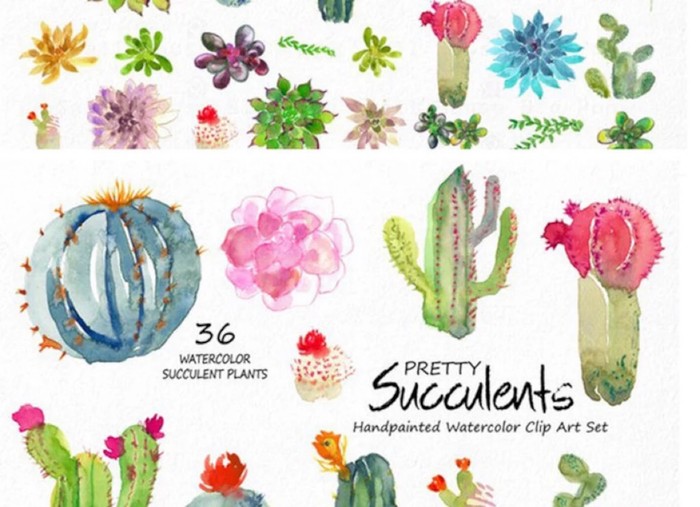 36
WATERCOLOR
SUCCULENT PLANTS
PRETTY
Succulents
Handpainted Watercolor Clip Art Set